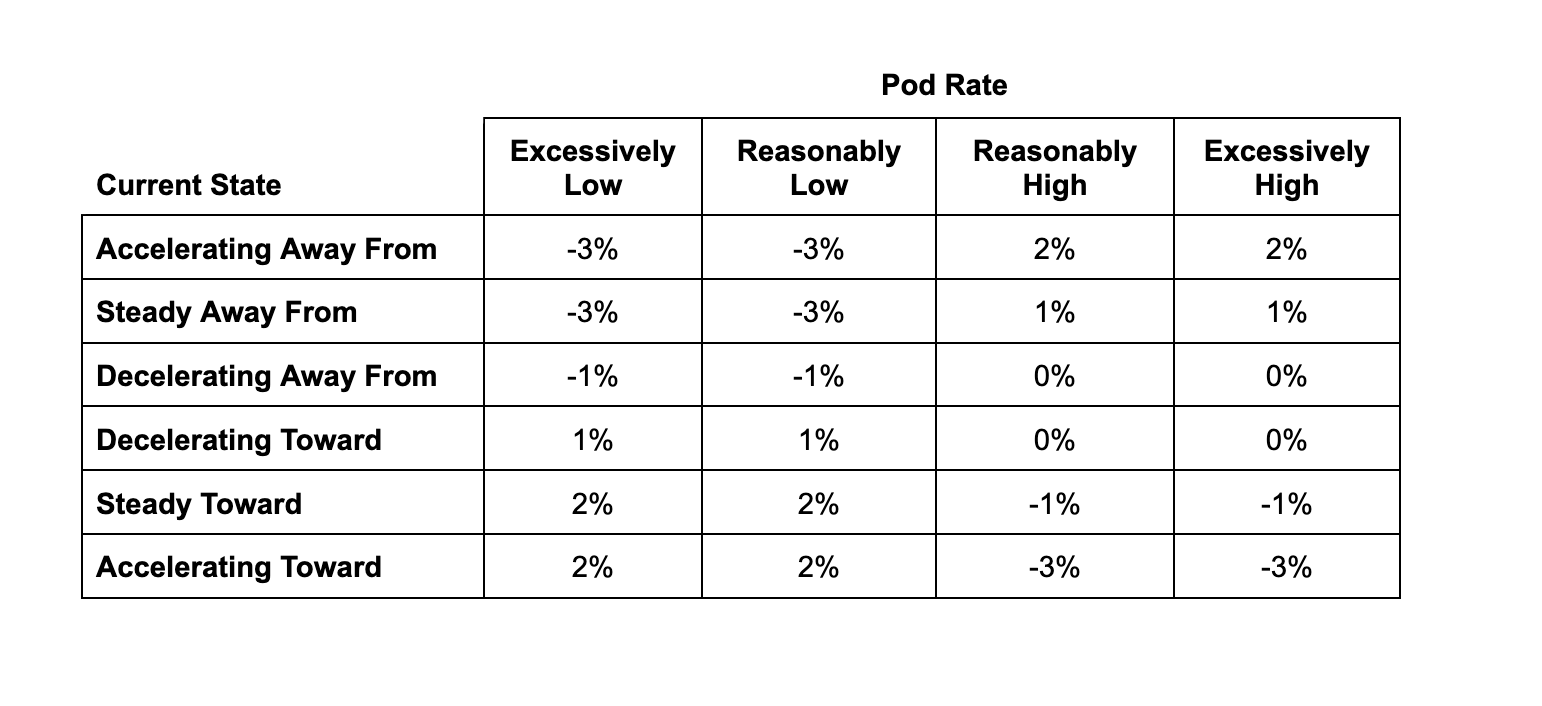 Pod Rate
Current State Excessively Low Reasonably Low Reasonably High Excessively High
Accelerating Away From -3% -3% 2% 2%
Steady Away From -3% -3% 1% 1%
Decelerating Away From -1% -1% 0% 0%
Decelerating Toward 1% 1% 0% 0%
Steady Toward 2% 2% -1% -1%
Accelerating Toward 2% 2% -3% -3%